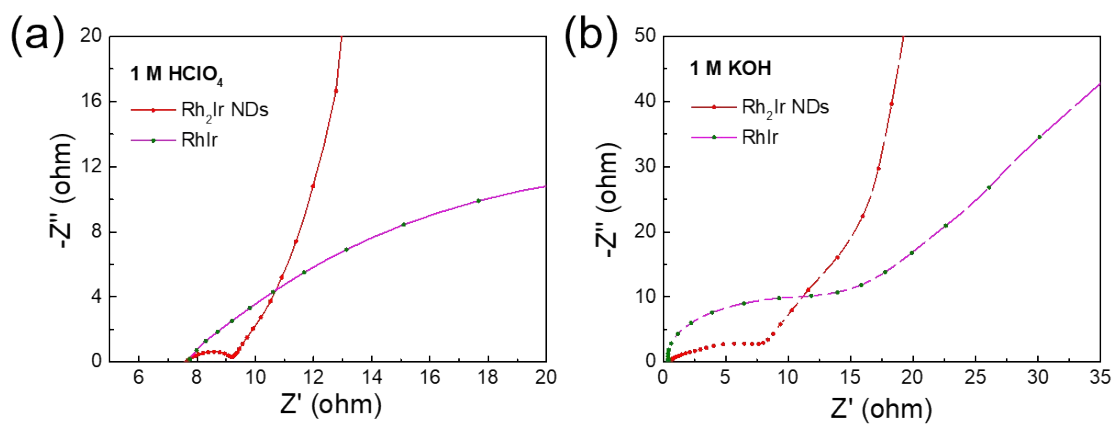 (a)
1 M HClO₄
Rh₂Ir NDs
RhIr
20
16
12
8
4
0
6 8 10 12 14 16 18 20
-Z" (ohm)
Z' (ohm)
(b)
1 M KOH
Rh₂Ir NDs
RhIr
50
40
30
20
10
0
0 5 10 15 20 25 30 35
-Z" (ohm)
Z' (ohm)